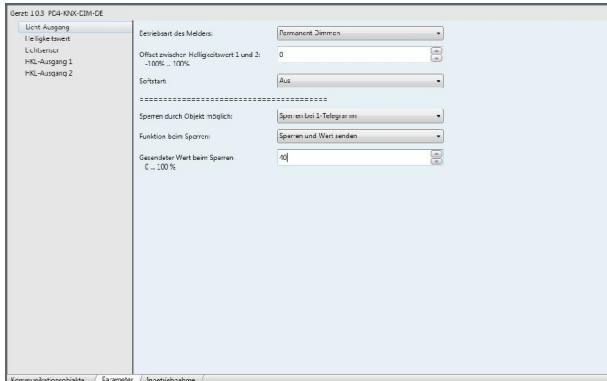 Gerät: 1.0.3 PD4-KNX-DIM-DE
Licht Ausgang
Helligkeitswert
Lichtsensor
HKL-Ausgang 1
HKL-Ausgang 2
Betriebsart des Melders: Permanent Dimmen
Offset zwischen Helligkeitswert 1 und 2: 0
-100% ... 100%
Softstart: Aus
========================================
Sperren durch Objekt möglich: Sperren bei 1-Telegramm
Funktion beim Sperren: Sperren und Wert senden
Gesendeter Wert beim Sperren 40
0 ... 100 %
Kommunikationsobjekte / Parameter / Inbetriebnahme /